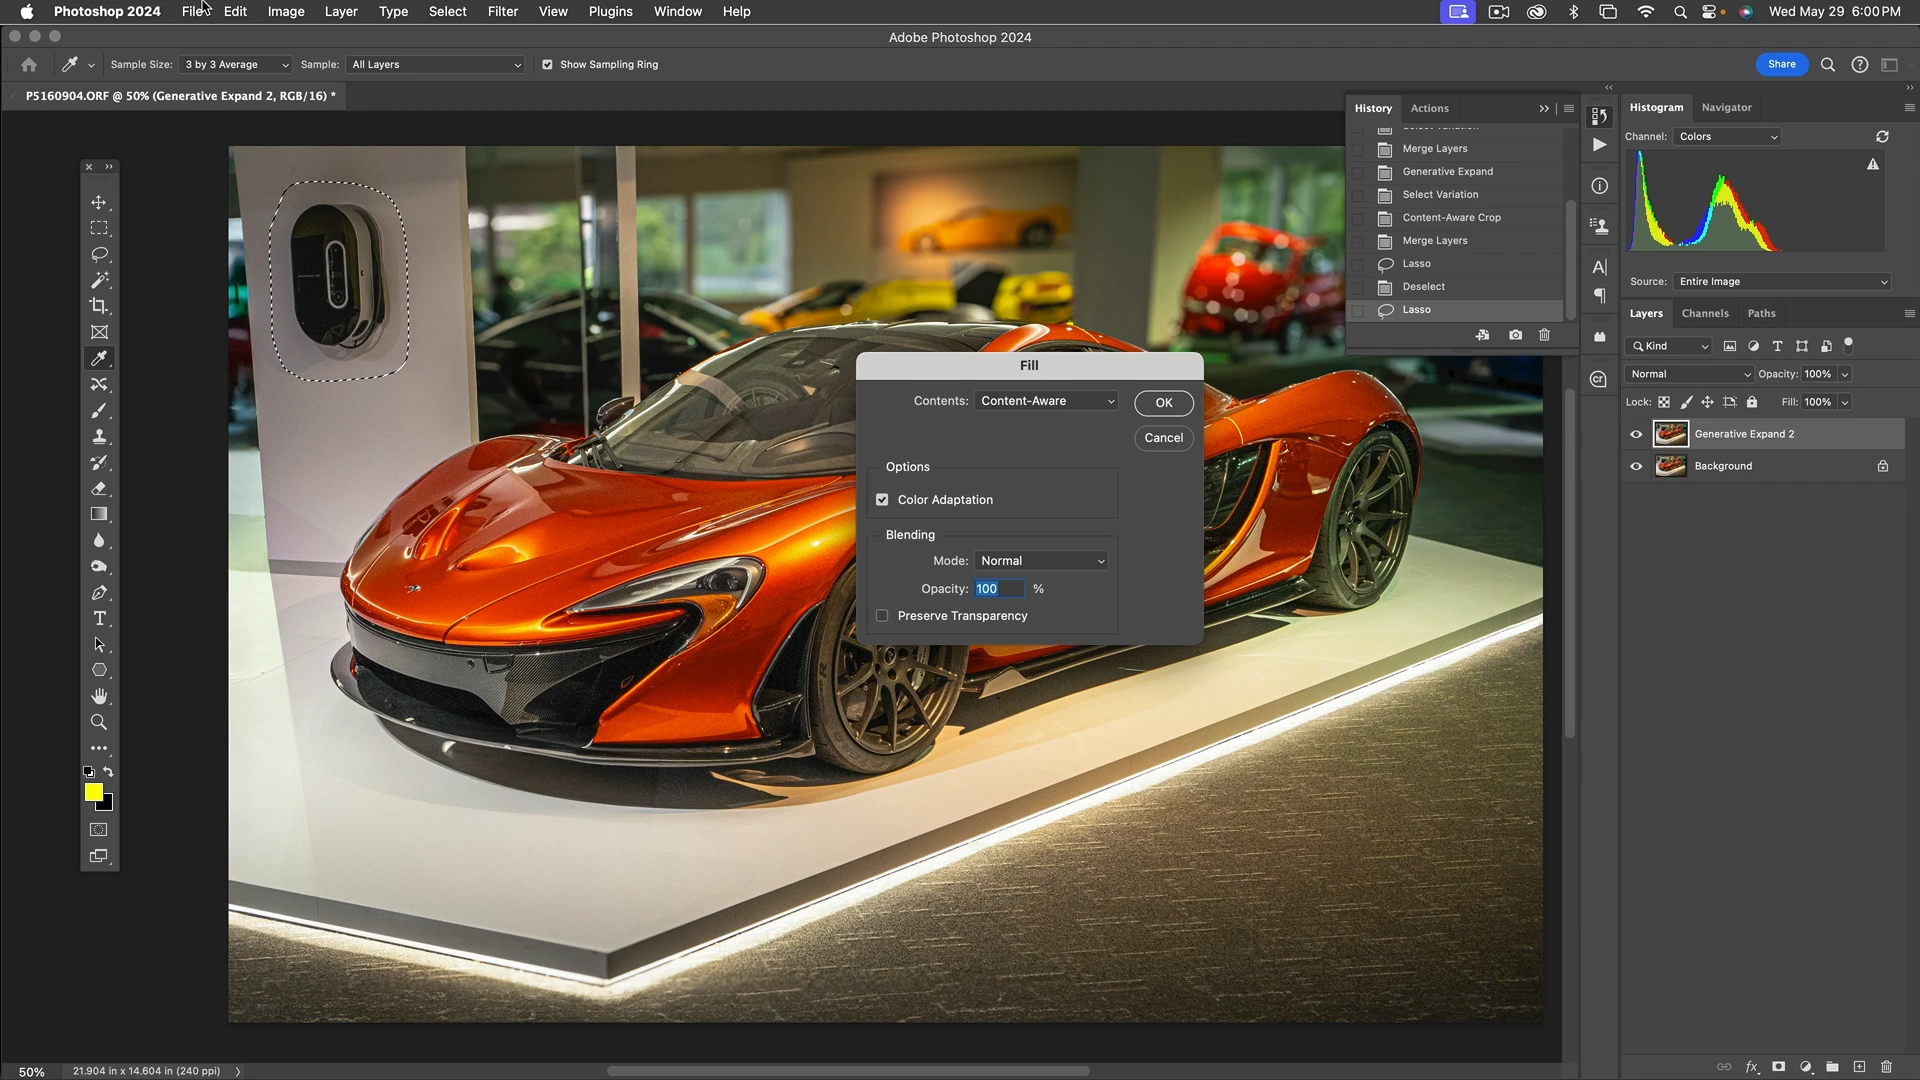 Photoshop 2024 File Edit Image Layer Type Select Filter View Plugins Window Help Wed May 29 6:00 PM
Adobe Photoshop 2024
Sample Size: 3 by 3 Average Sample: All Layers Show Sampling Ring Share
P5160904.ORF @ 50% (Generative Expand 2, RGB/16) *
History Actions
Select Variation
Merge Layers
Generative Expand
Select Variation
Content-Aware Crop
Merge Layers
Lasso
Deselect
Lasso
Histogram Navigator
Channel: Colors
Source: Entire Image
Layers Channels Paths
Kind
Normal Opacity: 100%
Lock: Fill: 100%
Generative Expand 2
Background
Fill
Contents: Content-Aware OK
Cancel
Options
Color Adaptation
Blending
Mode: Normal
Opacity: 100 %
Preserve Transparency
50% 21.904 in x 14.604 in (240 ppi)